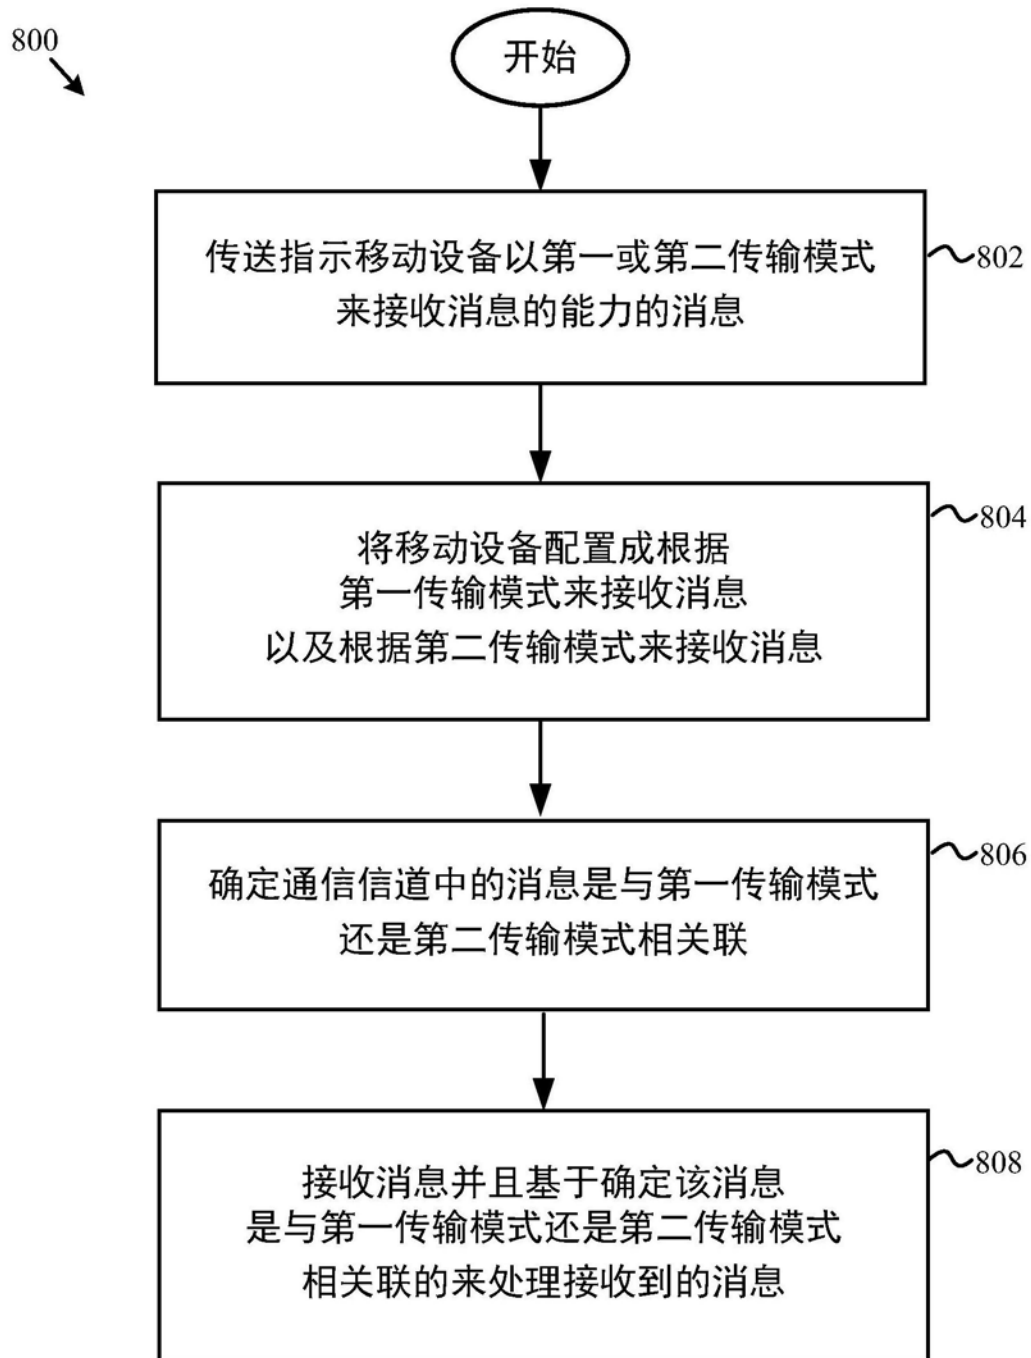 800
开始
传送指示移动设备以第一或第二传输模式
来接收消息的能力的消息
802
将移动设备配置成根据
第一传输模式来接收消息
以及根据第二传输模式来接收消息
804
确定通信信道中的消息是与第一传输模式
还是第二传输模式相关联
806
接收消息并且基于确定该消息
是与第一传输模式还是第二传输模式
相关联的来处理接收到的消息
808